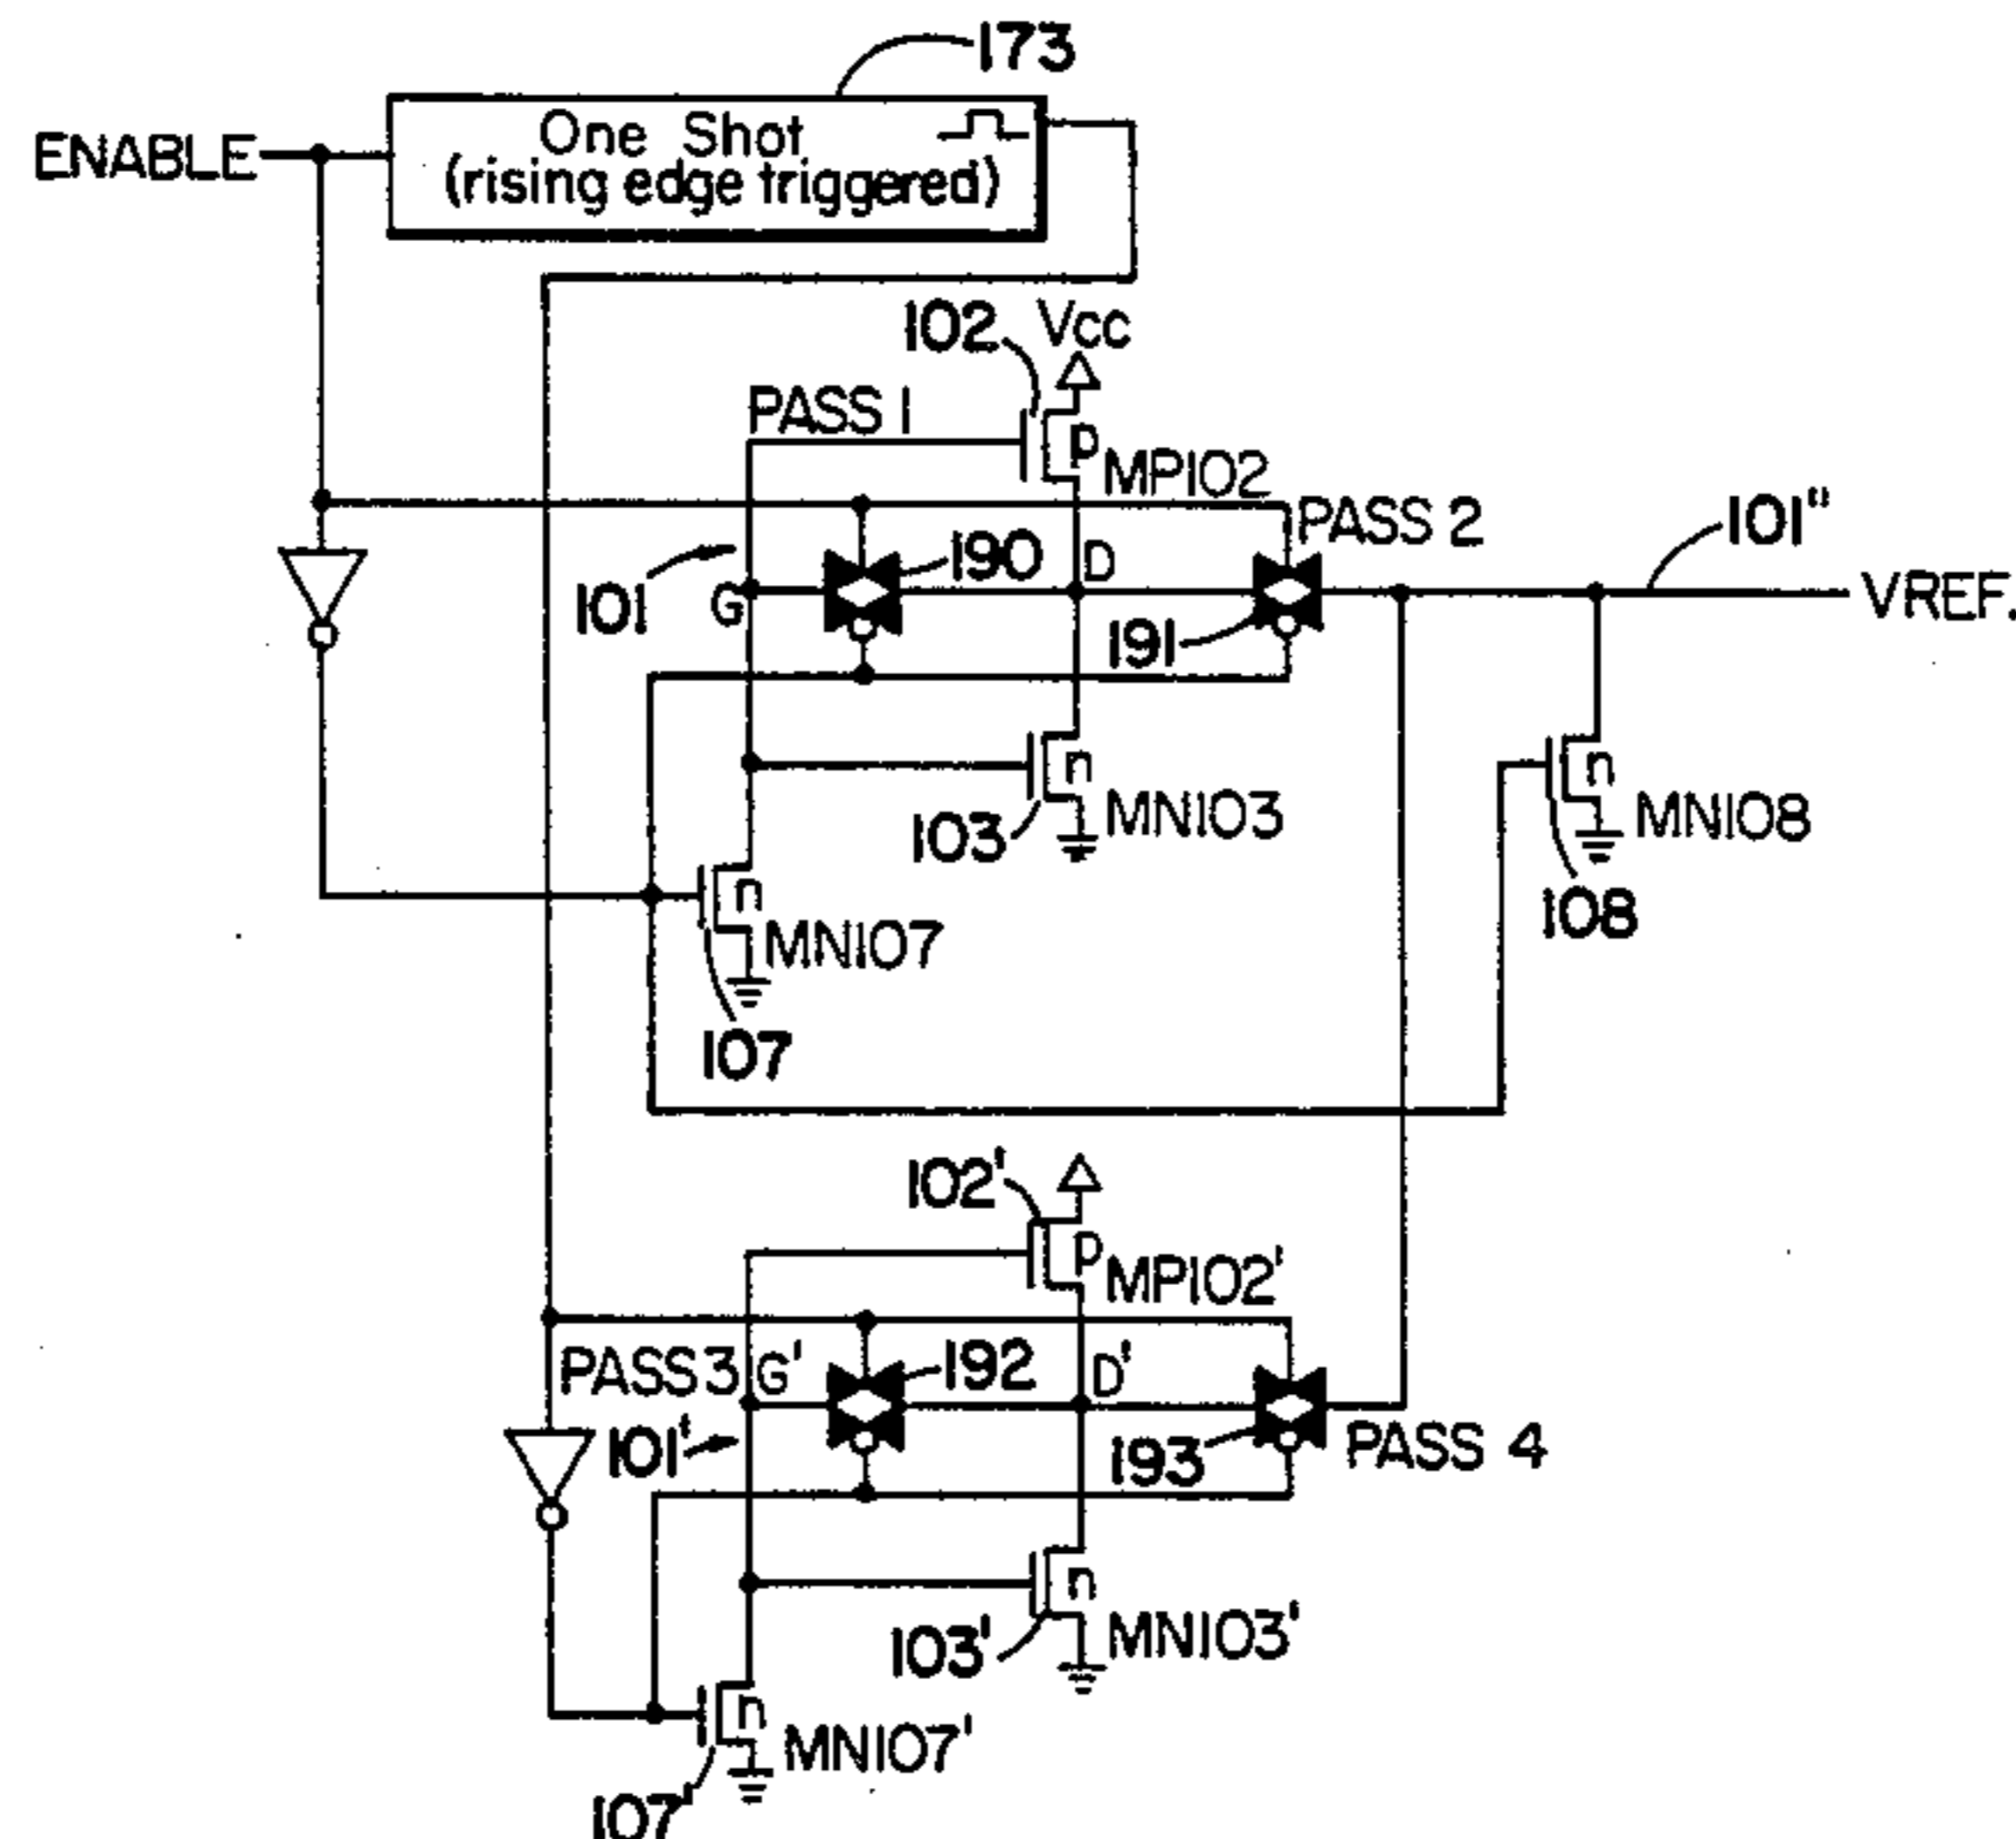 173
ENABLE
One Shot
(rising edge triggered)
102
Vcc
PASS 1
p
MP102
PASS 2
101"
190
D
101
G
VREF.
191
n
n
103
MN103
MN108
n
MN107
108
107
102'
p
MP102'
PASS 3
G'
192
D'
101'
193
PASS 4
n
103'
MN103'
n
MN107'
107'